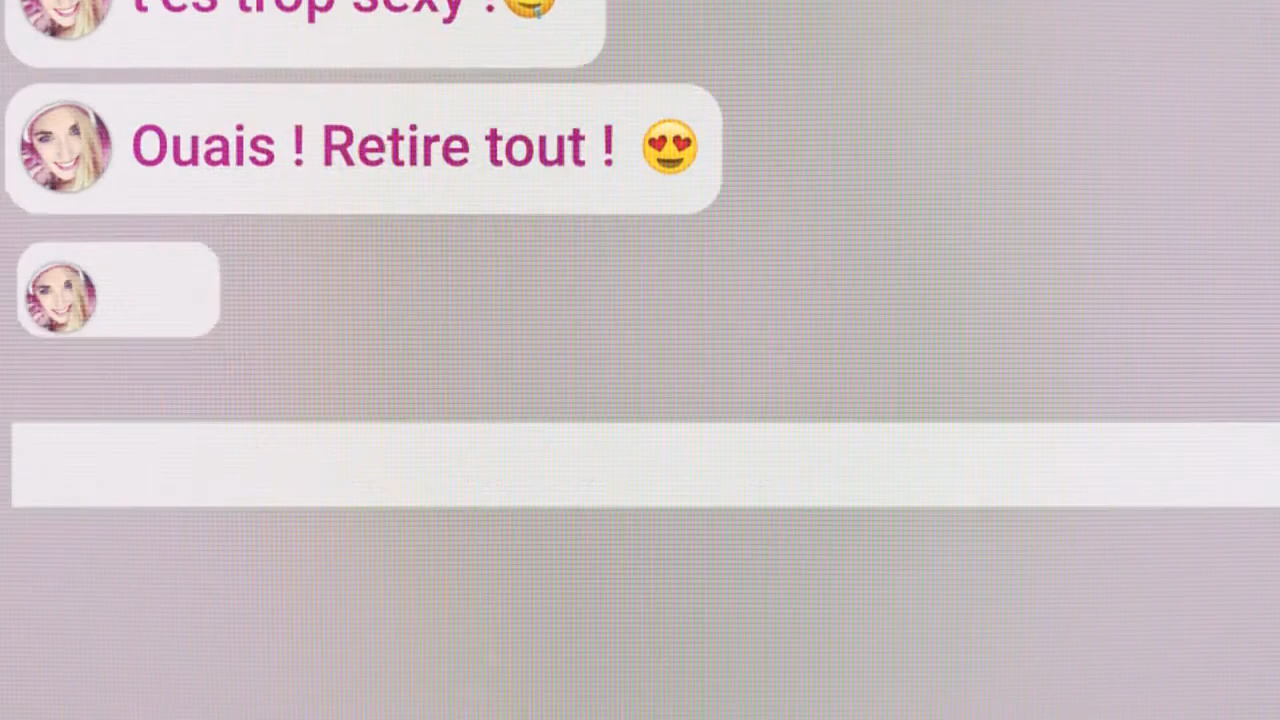 t'es trop sexy !🤤
Ouais ! Retire tout ! 😍